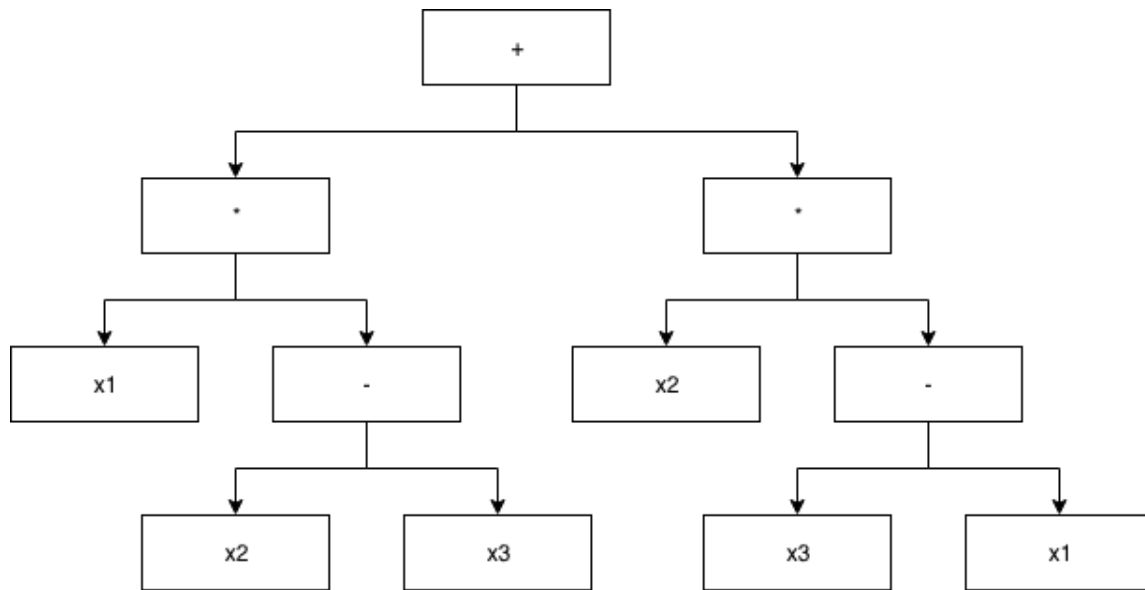 +
* *
x1 - x2 -
x2 x3 x3 x1